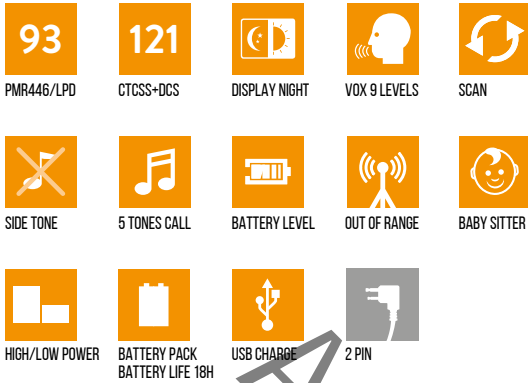 93
121
PMR446/LPD
CTCSS+DCS
DISPLAY NIGHT
VOX 9 LEVELS
SCAN
SIDE TONE
5 TONES CALL
BATTERY LEVEL
OUT OF RANGE
BABY SITTER
HIGH/LOW POWER
BATTERY PACK
BATTERY LIFE 18H
USB CHARGE
2 PIN